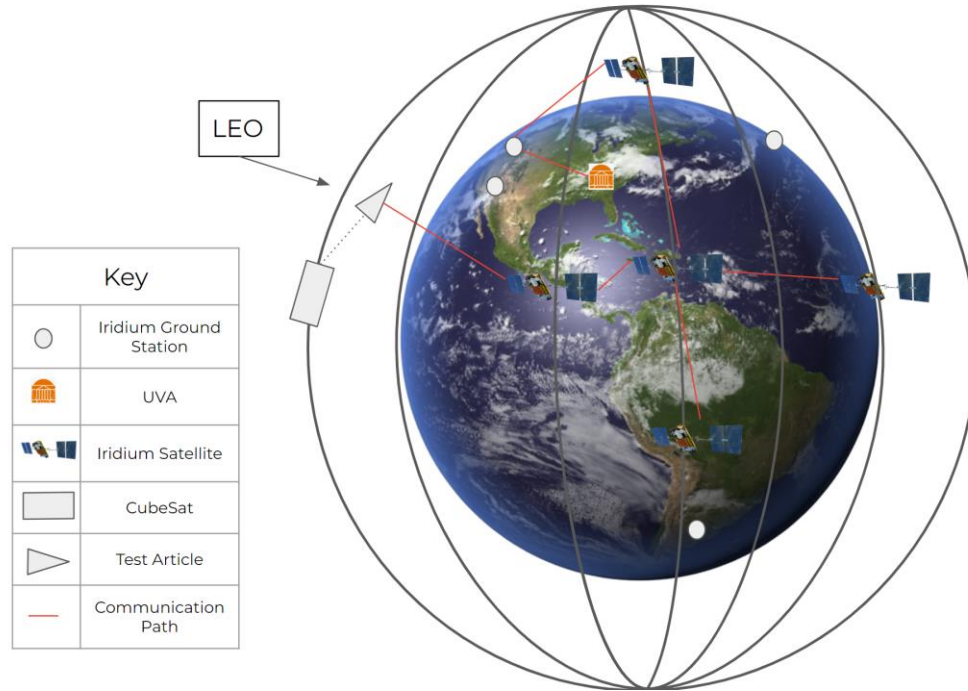 LEO
Key
Iridium Ground
Station
UVA
Iridium Satellite
CubeSat
Test Article
Communication
Path